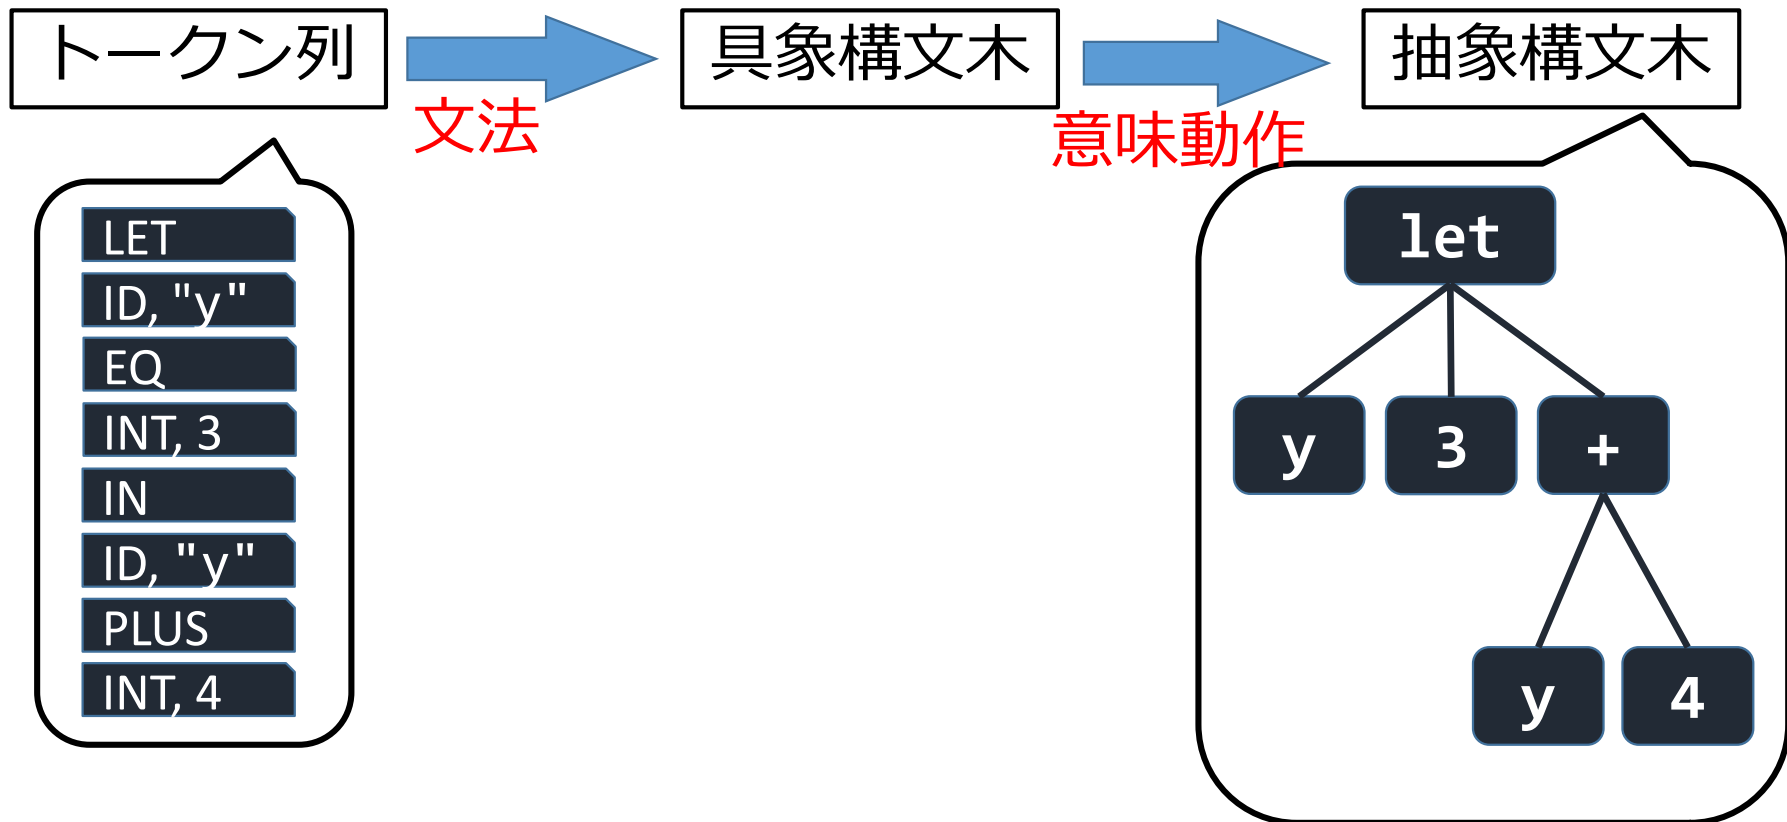 トークン列
具象構文木
抽象構文木
文法
意味動作
LET
ID, "y"
EQ
INT, 3
IN
ID, "y"
PLUS
INT, 4
let
y 3 +
y 4